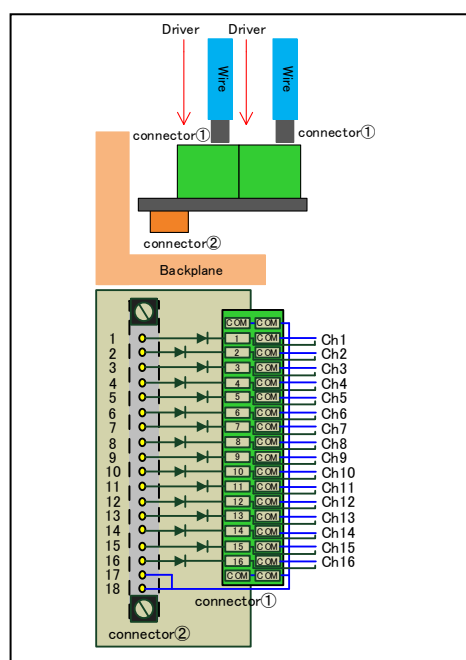 Driver Driver
Wire Wire
connector① connector①
connector②
Backplane
COM COM
1 1 COM Ch1
2 2 COM Ch2
3 3 COM Ch3
4 4 COM Ch4
5 5 COM Ch5
6 6 COM Ch6
7 7 COM Ch7
8 8 COM Ch8
9 9 COM Ch9
10 10 COM Ch10
11 11 COM Ch11
12 12 COM Ch12
13 13 COM Ch13
14 14 COM Ch14
15 15 COM Ch15
16 16 COM Ch16
17 COM COM
18
connector①
connector②